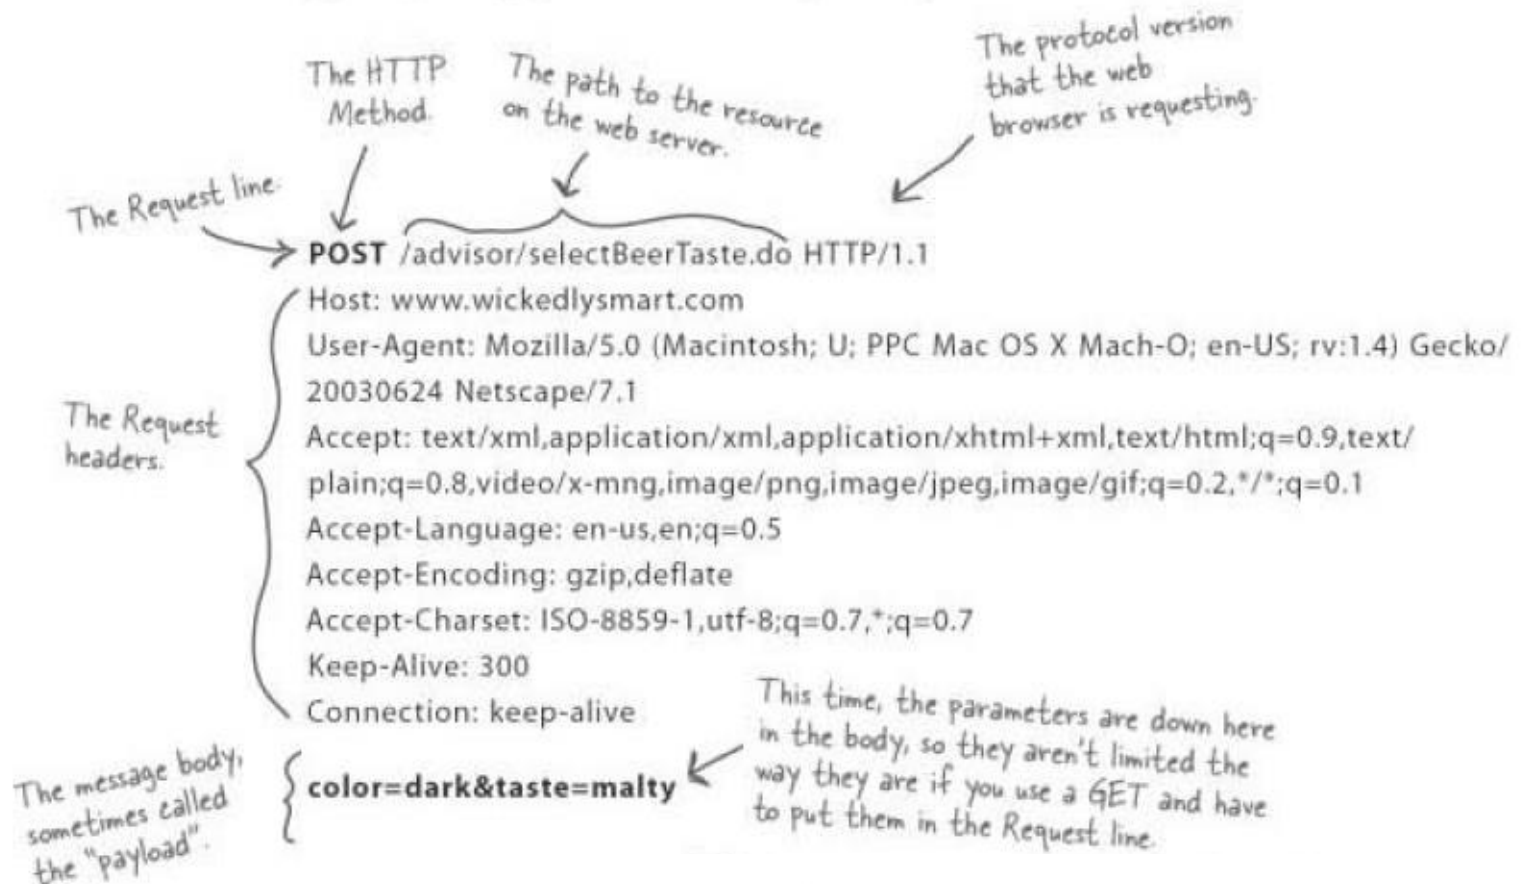 The HTTP
Method.
The path to the resource
on the web server.
The protocol version
that the web
browser is requesting.
The Request line.
POST /advisor/selectBeerTaste.do HTTP/1.1
Host: www.wickedlysmart.com
User-Agent: Mozilla/5.0 (Macintosh; U; PPC Mac OS X Mach-O; en-US; rv:1.4) Gecko/
20030624 Netscape/7.1
Accept: text/xml,application/xml,application/xhtml+xml,text/html;q=0.9,text/
plain;q=0.8,video/x-mng,image/png,image/jpeg,image/gif;q=0.2,*/*;q=0.1
Accept-Language: en-us,en;q=0.5
Accept-Encoding: gzip,deflate
Accept-Charset: ISO-8859-1,utf-8;q=0.7,*;q=0.7
Keep-Alive: 300
Connection: keep-alive
The Request
headers.
color=dark&taste=malty
The message body,
sometimes called
the "payload".
This time, the parameters are down here
in the body, so they aren't limited the
way they are if you use a GET and have
to put them in the Request line.